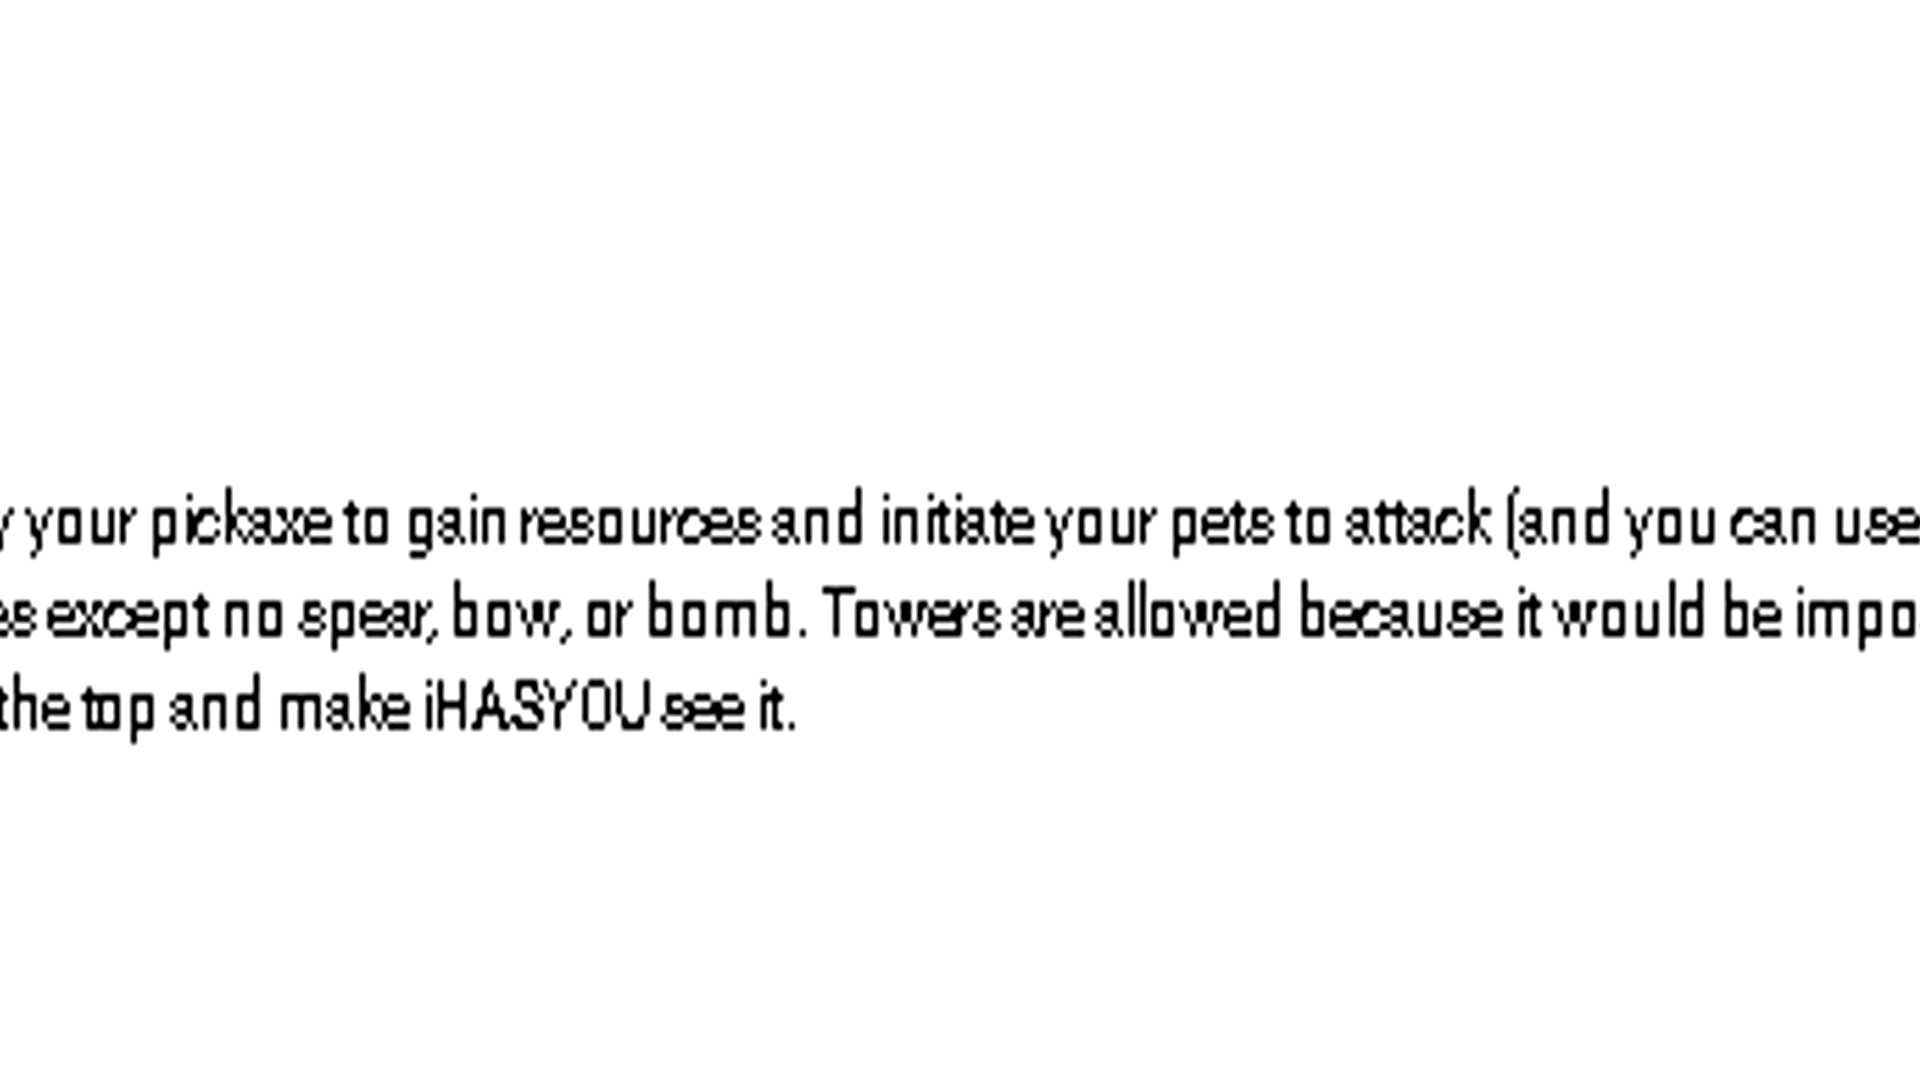 y your pickaxe to gain resources and initiate your pets to attack (and you can use
es except no spear, bow, or bomb. Towers are allowed because it would be impo
the top and make iHASYOU see it.